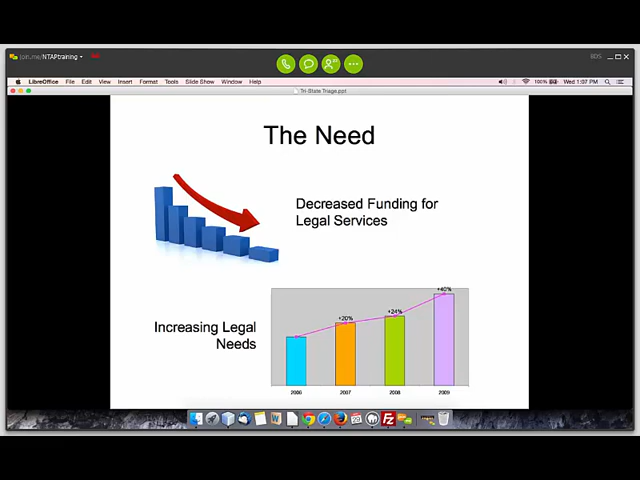 join.me/NTAPtraining
BDS
LibreOffice File Edit View Insert Format Tools Slide Show Window Help
100%
Wed 1:07 PM
Tri-State Triage.ppt
The Need
Decreased Funding for
Legal Services
Increasing Legal
Needs
+20%
+24%
+40%
2006 2007 2008 2009